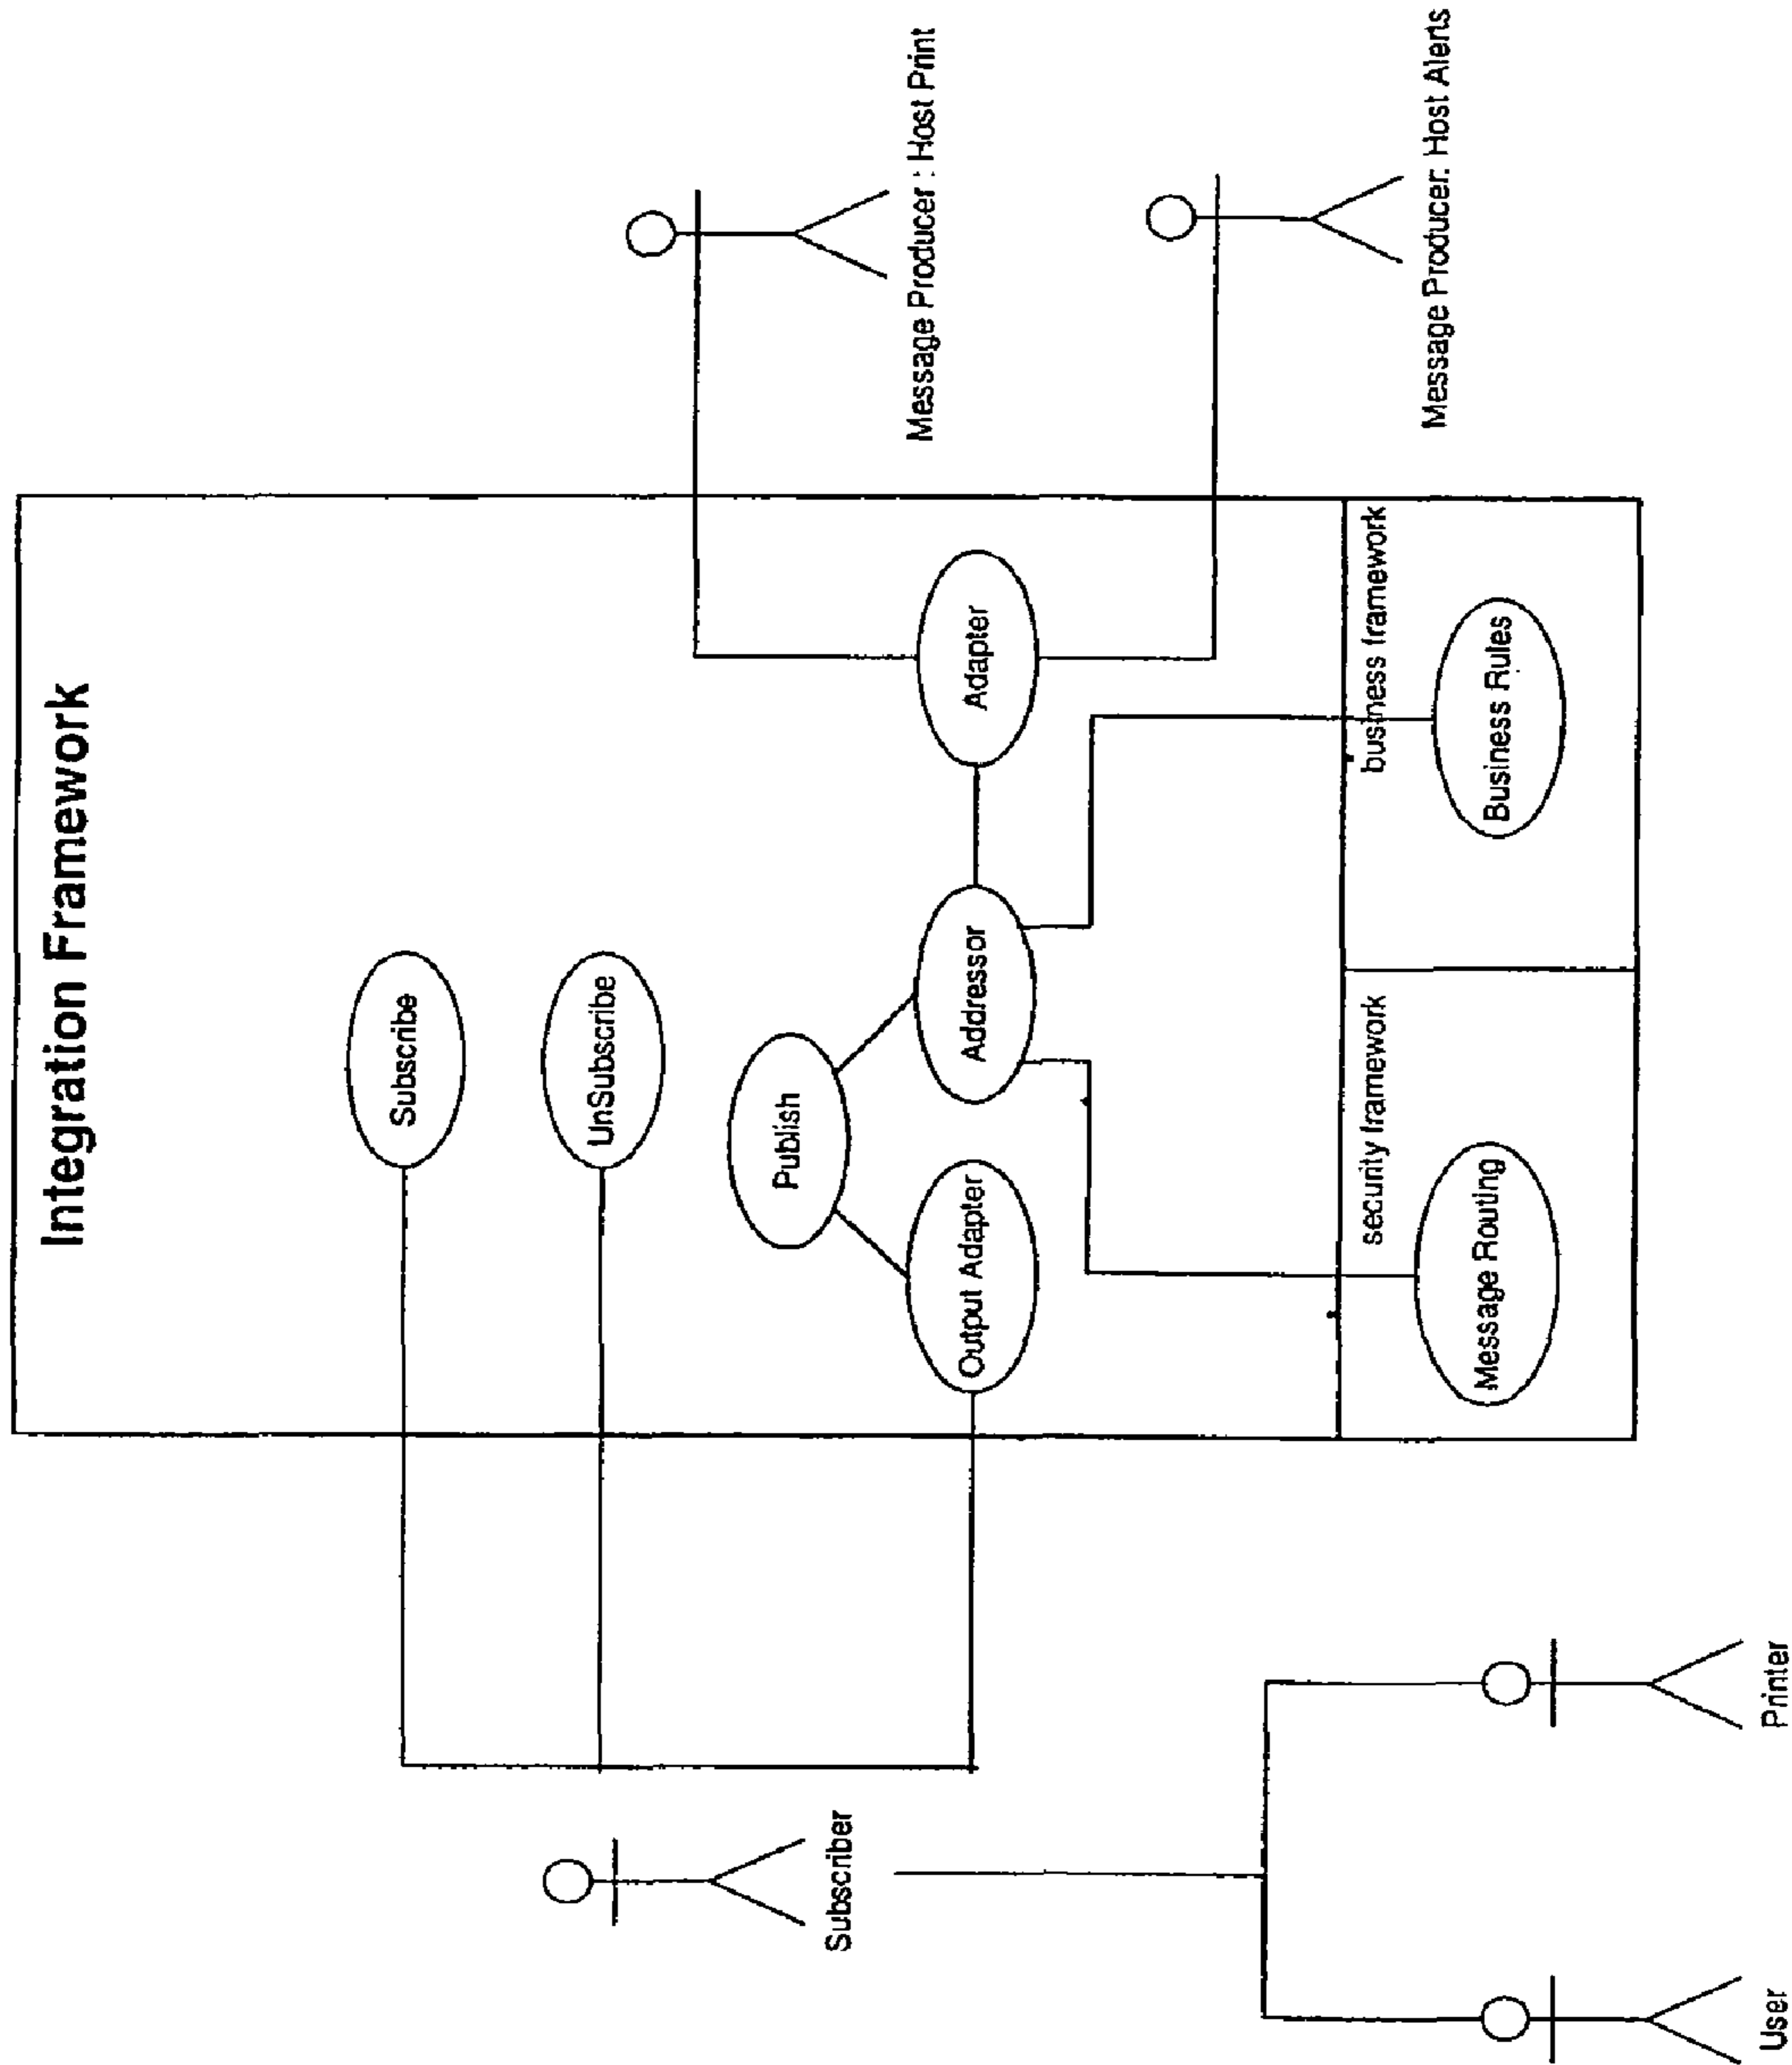 Integration Framework
Subscribe
UnSubscribe
Publish
Output Adapter
Addressor
Adapter
Message Producer : Host Print
Message Producer. Host Alerts
Subscriber
security framework
business framework
Message Routing
Business Rules
User
Printer